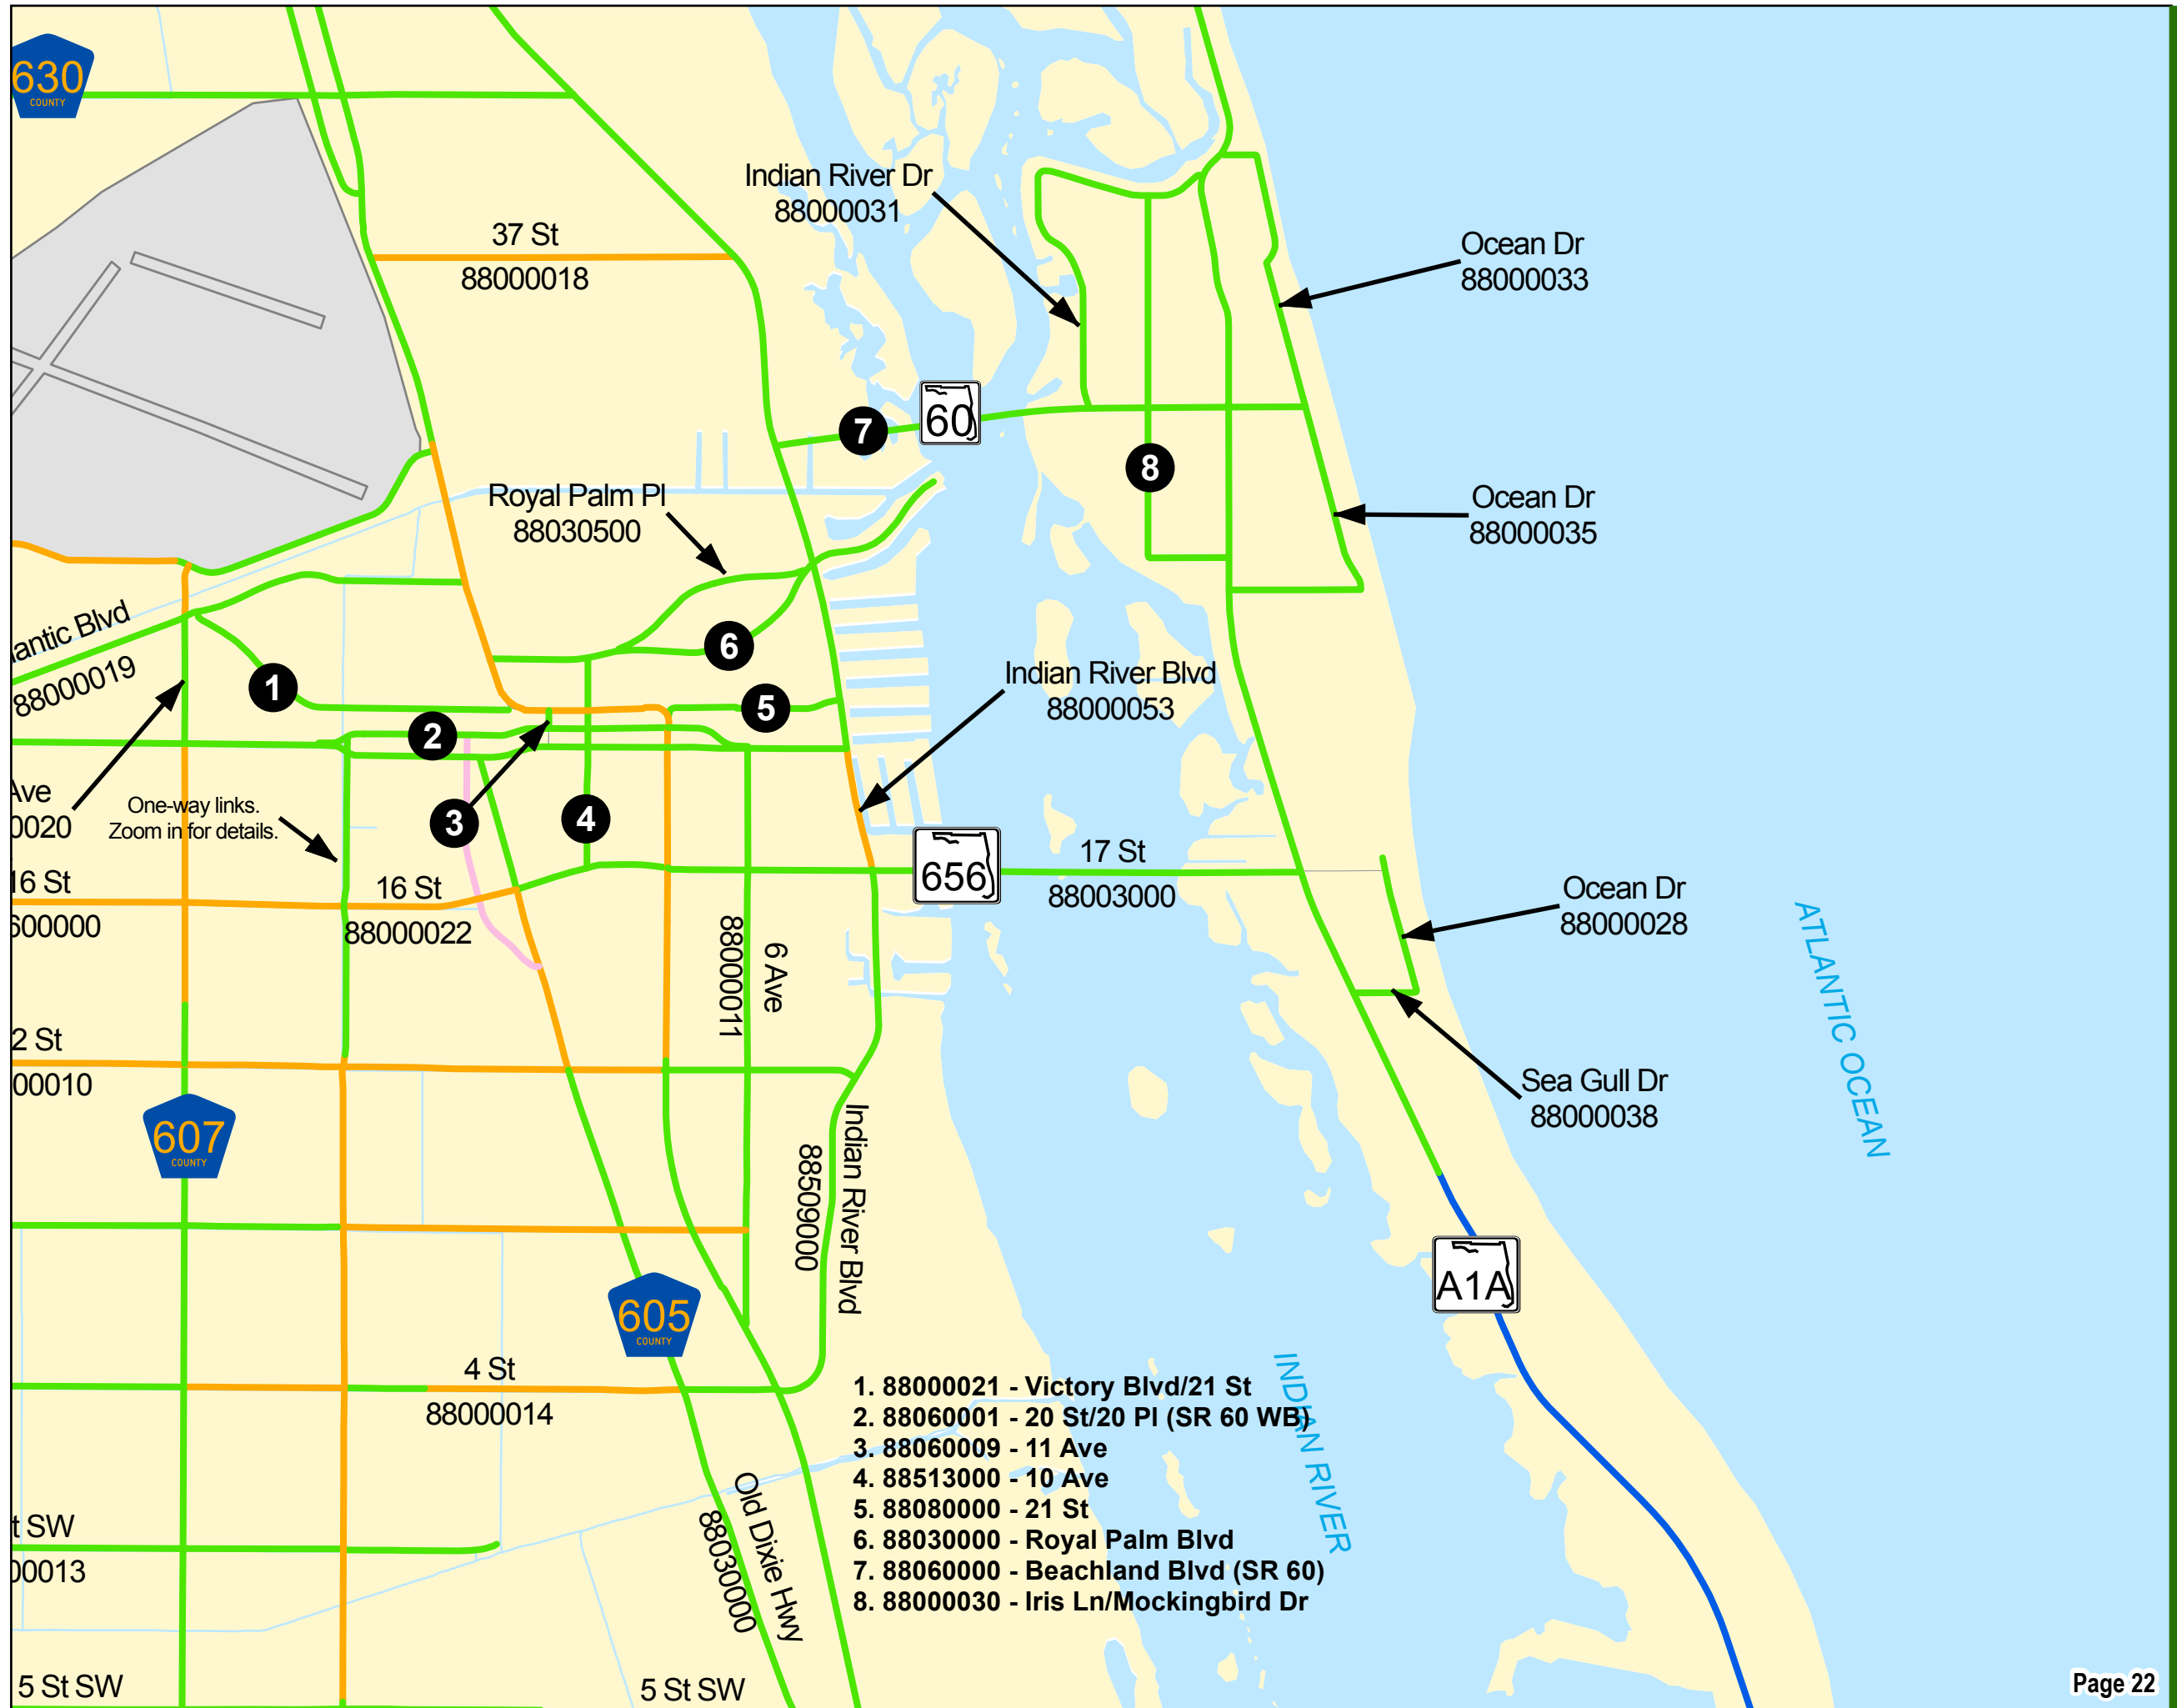 630
COUNTY
Indian River Dr
88000031
37 St
88000018
Ocean Dr
88000033
60
7
8
Royal Palm Pl
88030500
Ocean Dr
88000035
lantic Blvd
88000019
6
1
5
Indian River Blvd
88000053
2
Ave
0020
One-way links.
Zoom in for details.
3
4
656
17 St
88003000
16 St
600000
16 St
88000022
Ocean Dr
88000028
6 Ave
88000011
ATLANTIC OCEAN
2 St
00010
Sea Gull Dr
88000038
607
COUNTY
Indian River Blvd
88509000
A1A
605
COUNTY
4 St
88000014
INDIAN RIVER
1. 88000021 - Victory Blvd/21 St
2. 88060001 - 20 St/20 Pl (SR 60 WB)
3. 88060009 - 11 Ave
4. 88513000 - 10 Ave
5. 88080000 - 21 St
6. 88030000 - Royal Palm Blvd
7. 88060000 - Beachland Blvd (SR 60)
8. 88000030 - Iris Ln/Mockingbird Dr
Old Dixie Hwy
88030000
t SW
00013
5 St SW
5 St SW
Page 22